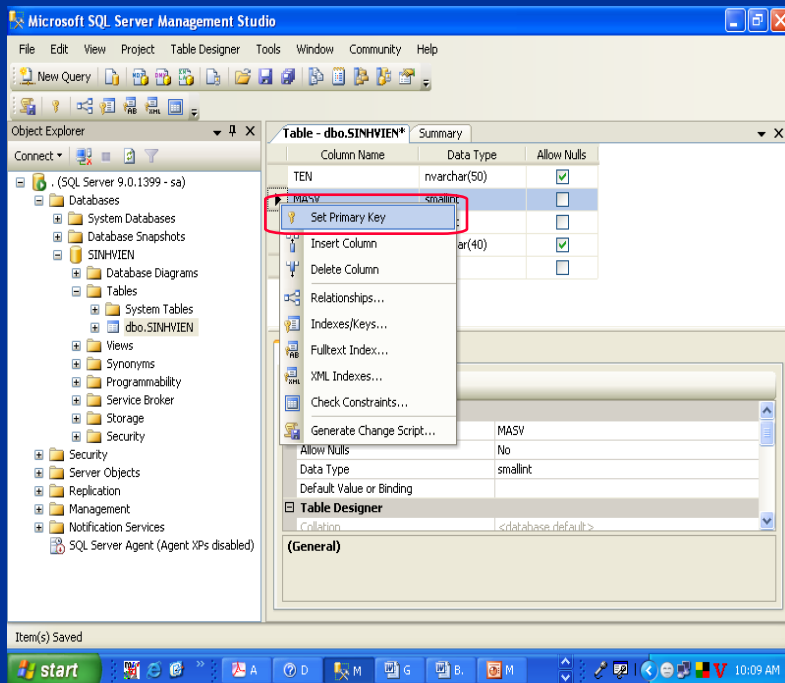 Microsoft SQL Server Management Studio
File Edit View Project Table Designer Tools Window Community Help
New Query
Object Explorer
Table - dbo.SINHVIEN* Summary
Connect
Column Name Data Type Allow Nulls
TEN nvarchar(50)
MASV smallint
ar(40)
Set Primary Key
Insert Column
Delete Column
Relationships...
Indexes/Keys...
Fulltext Index...
XML Indexes...
Check Constraints...
Generate Change Script...
. (SQL Server 9.0.1399 - sa)
Databases
System Databases
Database Snapshots
SINHVIEN
Database Diagrams
Tables
System Tables
dbo.SINHVIEN
Views
Synonyms
Programmability
Service Broker
Storage
Security
Security
Server Objects
Replication
Management
Notification Services
SQL Server Agent (Agent XPs disabled)
MASV
Allow Nulls No
Data Type smallint
Default Value or Binding
Table Designer
Collation <database default>
(General)
Item(s) Saved
start A D M G B. M 10:09 AM